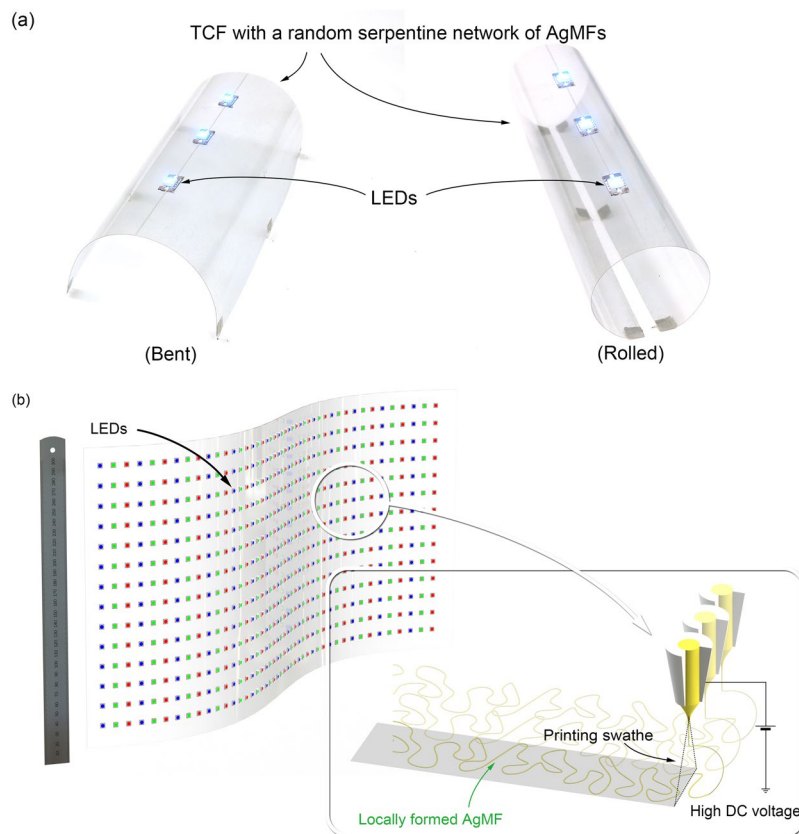 (a)
TCF with a random serpentine network of AgMFs
LEDs
(Bent)
(Rolled)
(b)
LEDs
Printing swathe
Locally formed AgMF
High DC voltage